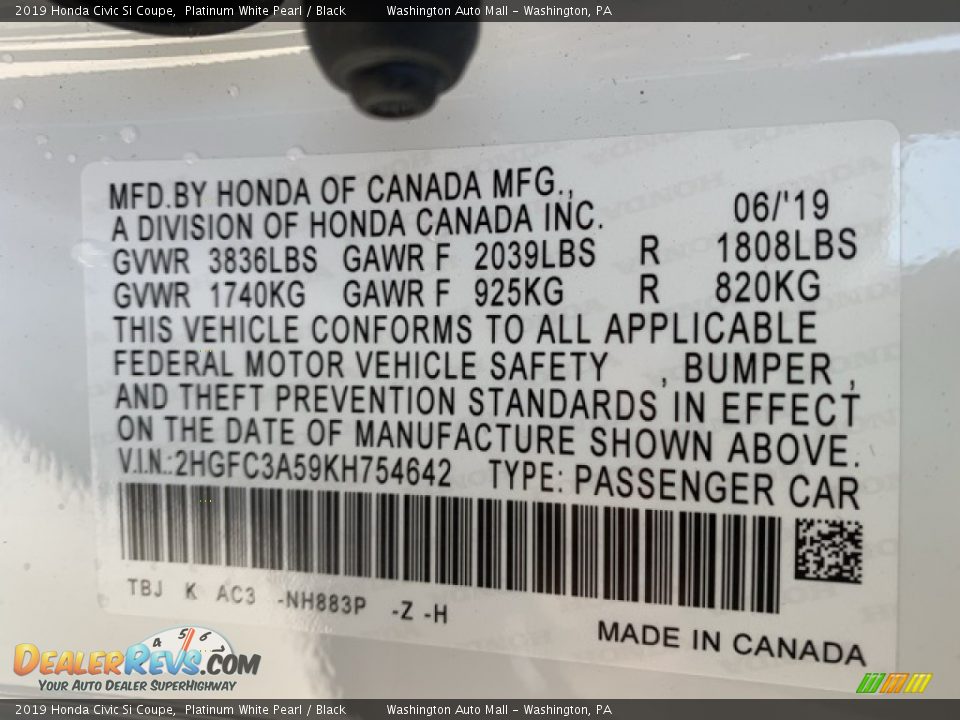 2019 Honda Civic Si Coupe, Platinum White Pearl / Black Washington Auto Mall - Washington, PA
MFD.BY HONDA OF CANADA MFG.,
A DIVISION OF HONDA CANADA INC. 06/'19
GVWR 3836LBS GAWR F 2039LBS R 1808LBS
GVWR 1740KG GAWR F 925KG R 820KG
THIS VEHICLE CONFORMS TO ALL APPLICABLE
FEDERAL MOTOR VEHICLE SAFETY , BUMPER ,
AND THEFT PREVENTION STANDARDS IN EFFECT
ON THE DATE OF MANUFACTURE SHOWN ABOVE.
V.I.N.:2HGFC3A59KH754642 TYPE: PASSENGER CAR
TBJ K AC3 -NH883P -Z -H
MADE IN CANADA
4 5 6
DEALERREVS.COM
YOUR AUTO DEALER SUPERHIGHWAY
2019 Honda Civic Si Coupe, Platinum White Pearl / Black Washington Auto Mall - Washington, PA